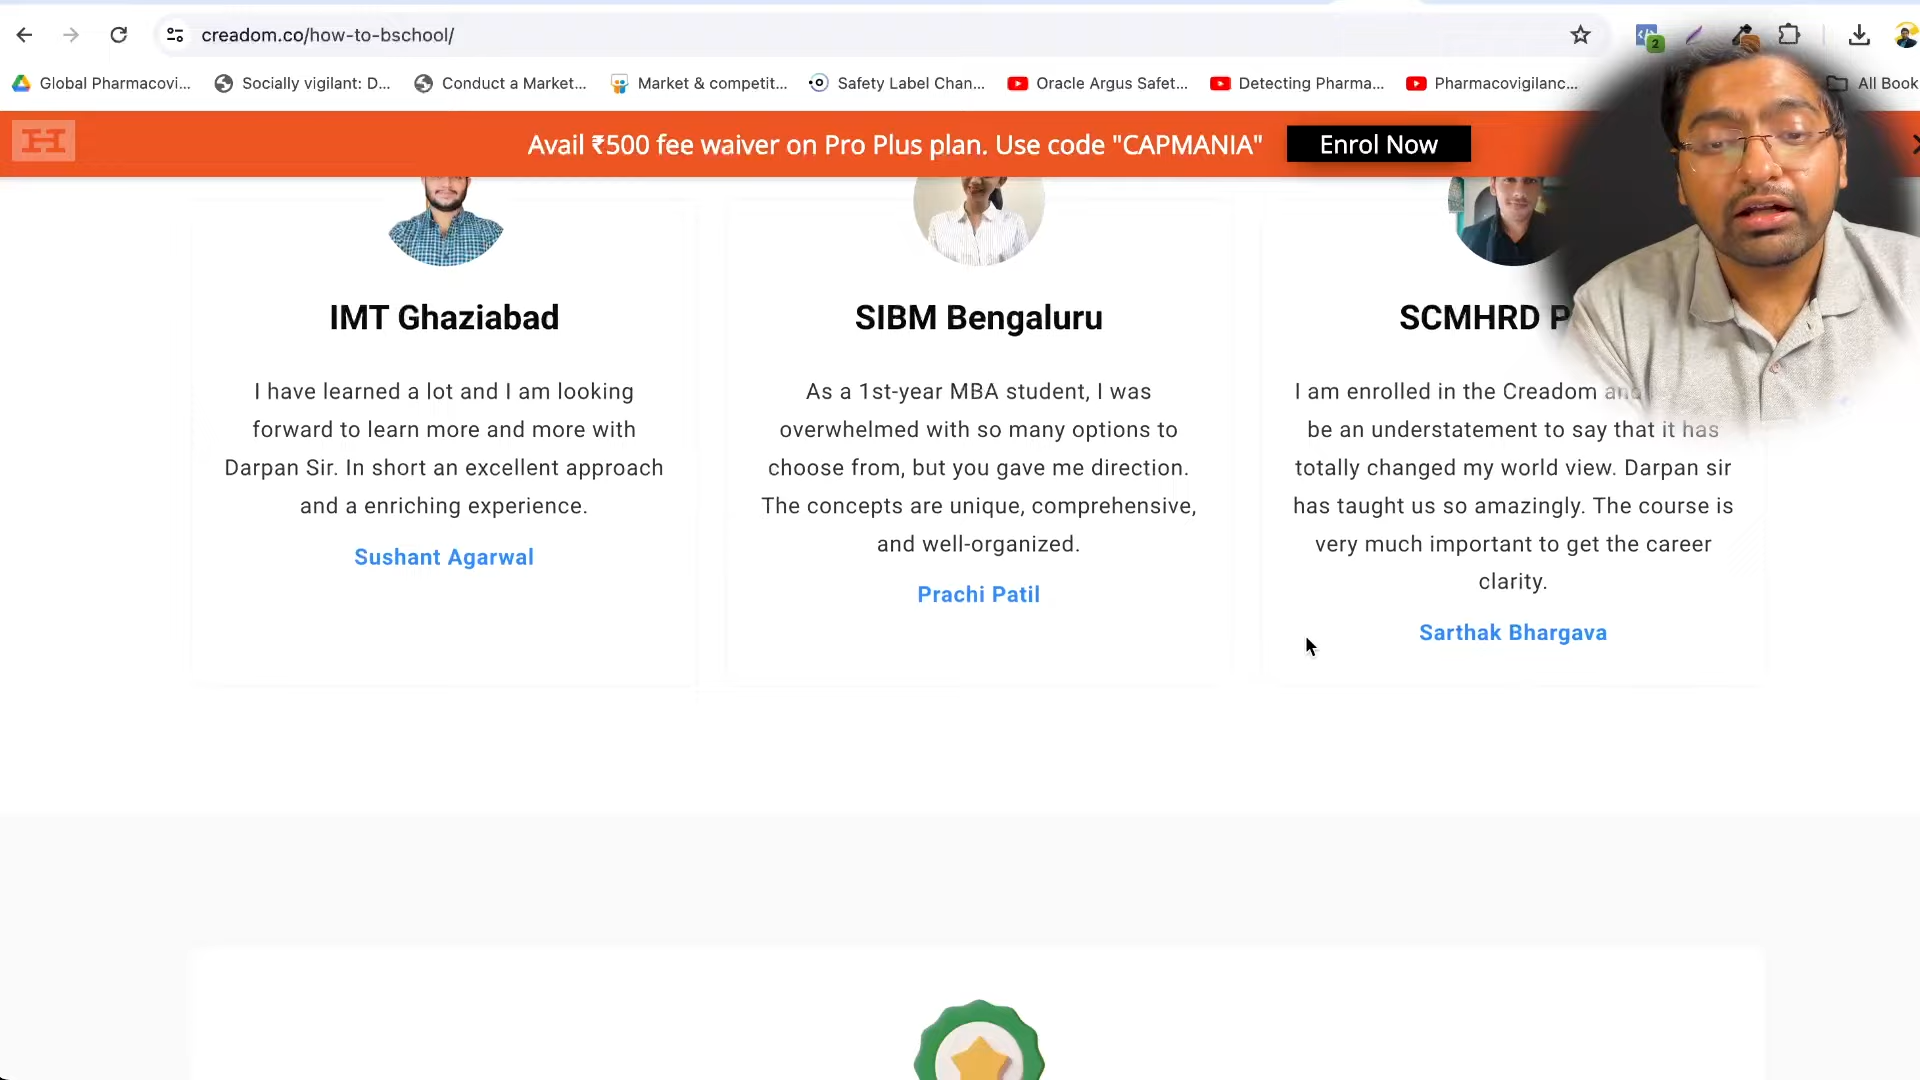 creadom.co/how-to-bschool/
2
Global Pharmacovi...
Socially vigilant: D...
Conduct a Market...
Market & competit...
Safety Label Chan...
Oracle Argus Safet...
Detecting Pharma...
Pharmacovigilanc...
All Book
Avail ₹500 fee waiver on Pro Plus plan. Use code "CAPMANIA"
Enrol Now
IMT Ghaziabad
I have learned a lot and I am looking
forward to learn more and more with
Darpan Sir. In short an excellent approach
and a enriching experience.
Sushant Agarwal
SIBM Bengaluru
As a 1st-year MBA student, I was
overwhelmed with so many options to
choose from, but you gave me direction.
The concepts are unique, comprehensive,
and well-organized.
Prachi Patil
SCMHRD P
I am enrolled in the Creadom and
be an understatement to say that it has
totally changed my world view. Darpan sir
has taught us so amazingly. The course is
very much important to get the career
clarity.
Sarthak Bhargava